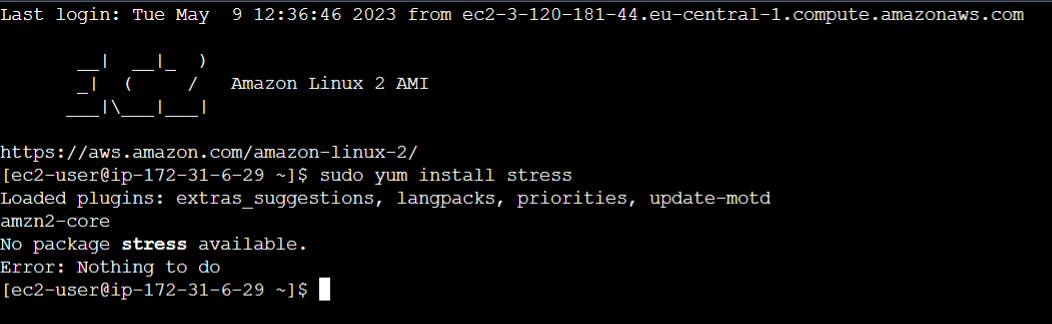 Last login: Tue May  9 12:36:46 2023 from ec2-3-120-181-44.eu-central-1.compute.amazonaws.com
       __|  __|_  )
       _|  (     /   Amazon Linux 2 AMI
      ___|\___|___|
https://aws.amazon.com/amazon-linux-2/
[ec2-user@ip-172-31-6-29 ~]$ sudo yum install stress
Loaded plugins: extras_suggestions, langpacks, priorities, update-motd
amzn2-core
No package stress available.
Error: Nothing to do
[ec2-user@ip-172-31-6-29 ~]$